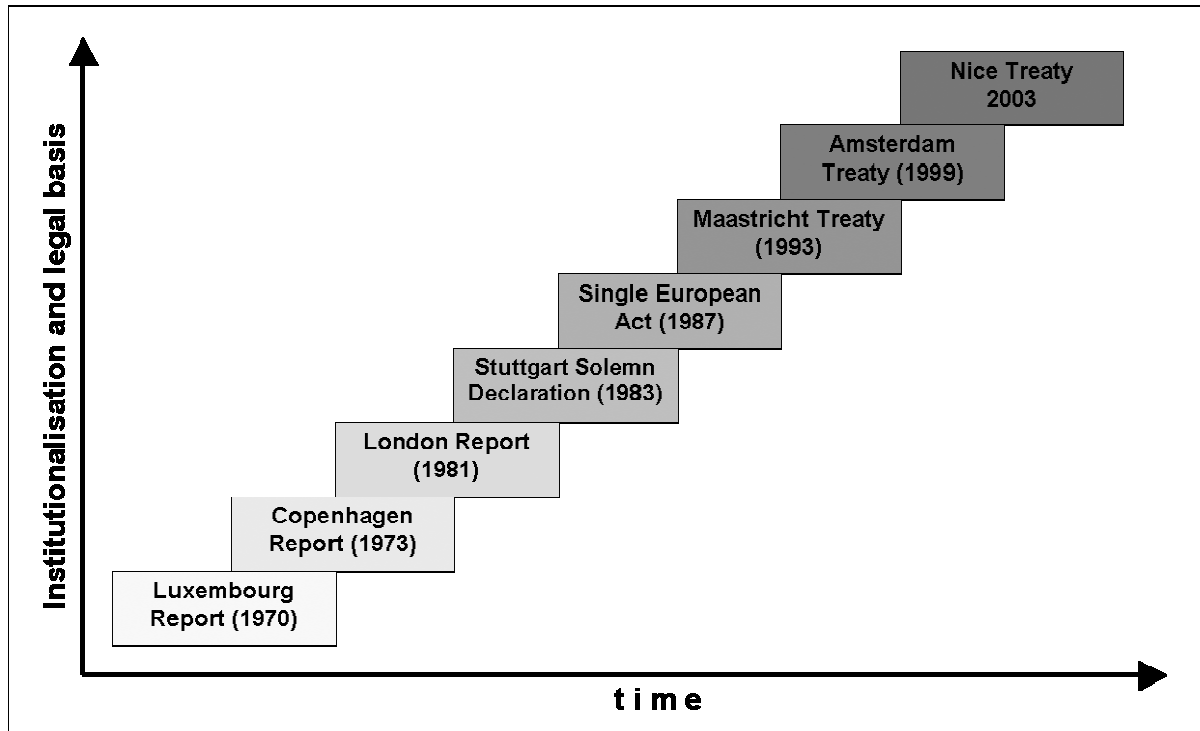 Institutionalisation and legal basis
Nice Treaty
2003
Amsterdam
Treaty (1999)
Maastricht Treaty
(1993)
Single European
Act (1987)
Stuttgart Solemn
Declaration (1983)
London Report
(1981)
Copenhagen
Report (1973)
Luxembourg
Report (1970)
time